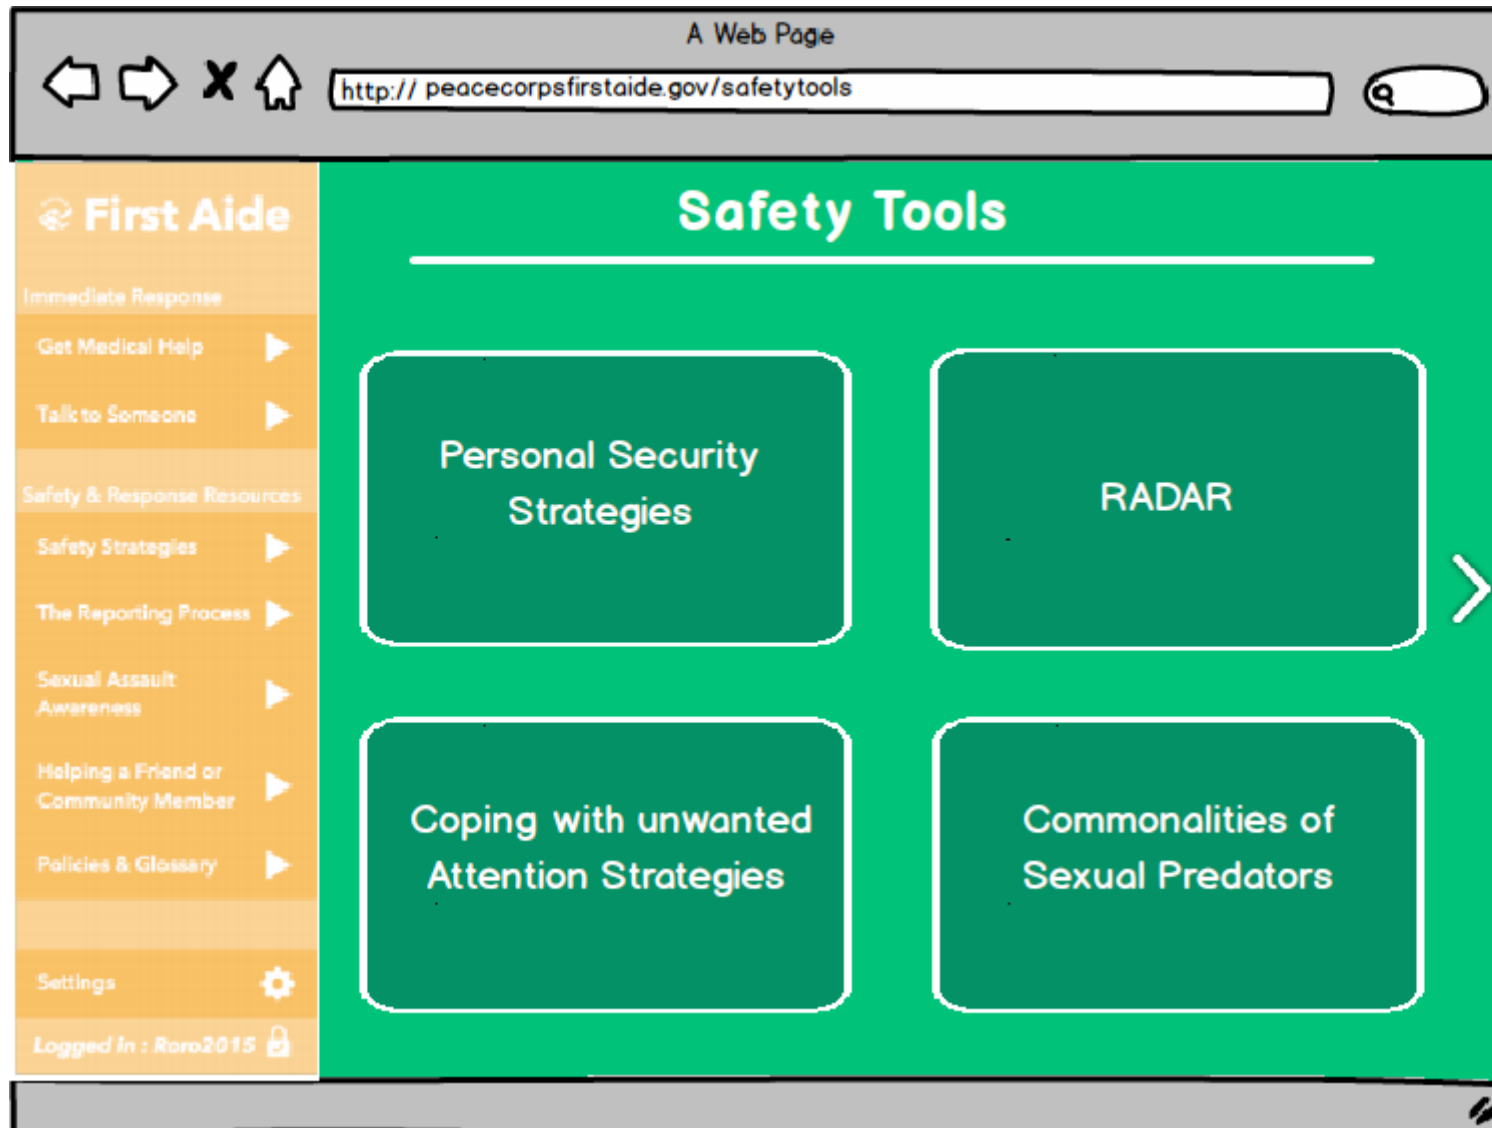 A Web Page
http:// peacecorpsfirstaide.gov/safetytools
First Aide
Immediate Response
Get Medical Help
Talk to Someone
Safety & Response Resources
Safety Strategies
The Reporting Process
Sexual Assault
Awareness
Helping a Friend or
Community Member
Policies & Glossary
Settings
Logged in : Roro2015
Safety Tools
Personal Security
Strategies
RADAR
Coping with unwanted
Attention Strategies
Commonalities of
Sexual Predators